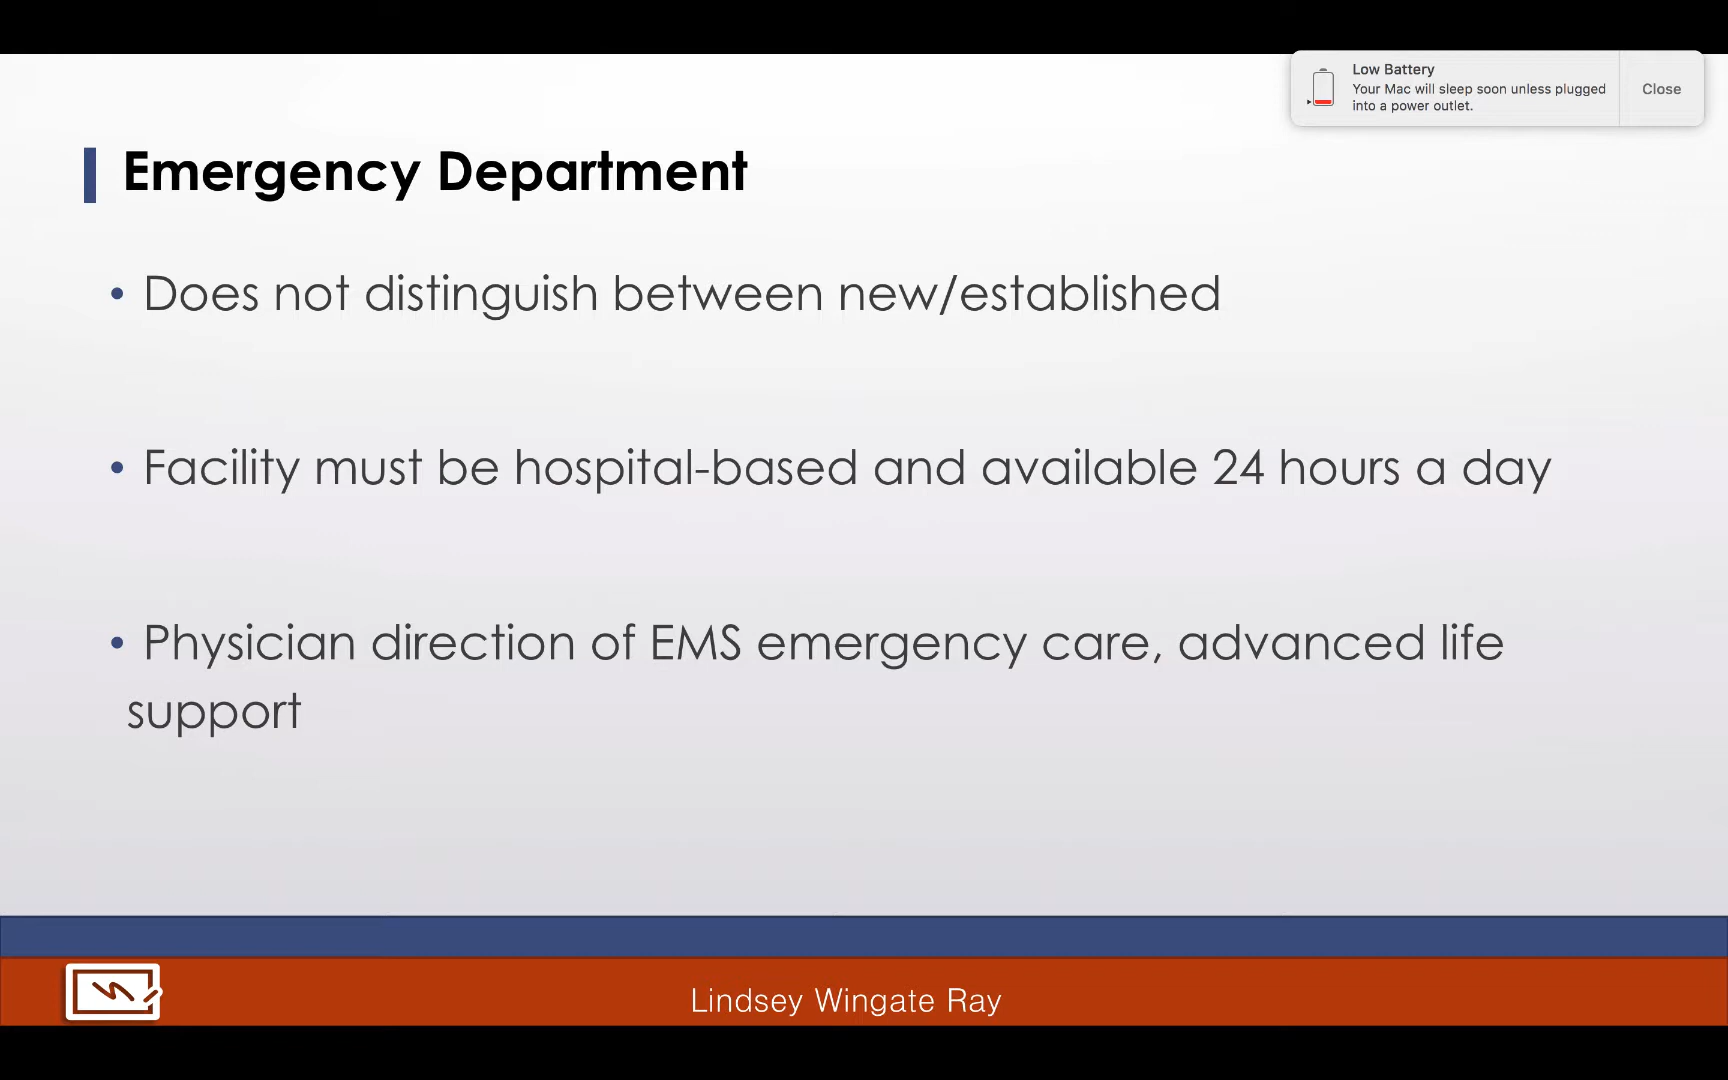 Low Battery
Your Mac will sleep soon unless plugged
into a power outlet.
Close
Emergency Department
• Does not distinguish between new/established
• Facility must be hospital-based and available 24 hours a day
• Physician direction of EMS emergency care, advanced life
support
Lindsey Wingate Ray